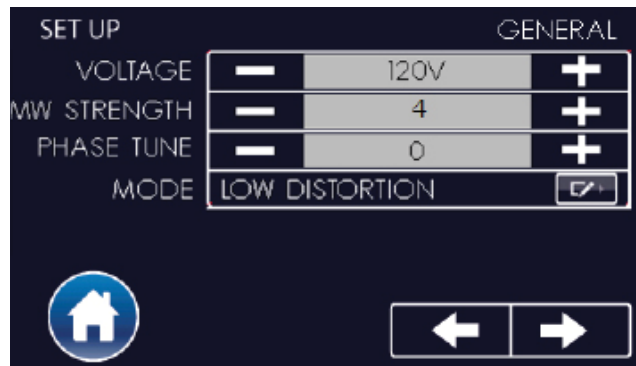 SET UP GENERAL
VOLTAGE 120V
MW STRENGTH 4
PHASE TUNE 0
MODE LOW DISTORTION